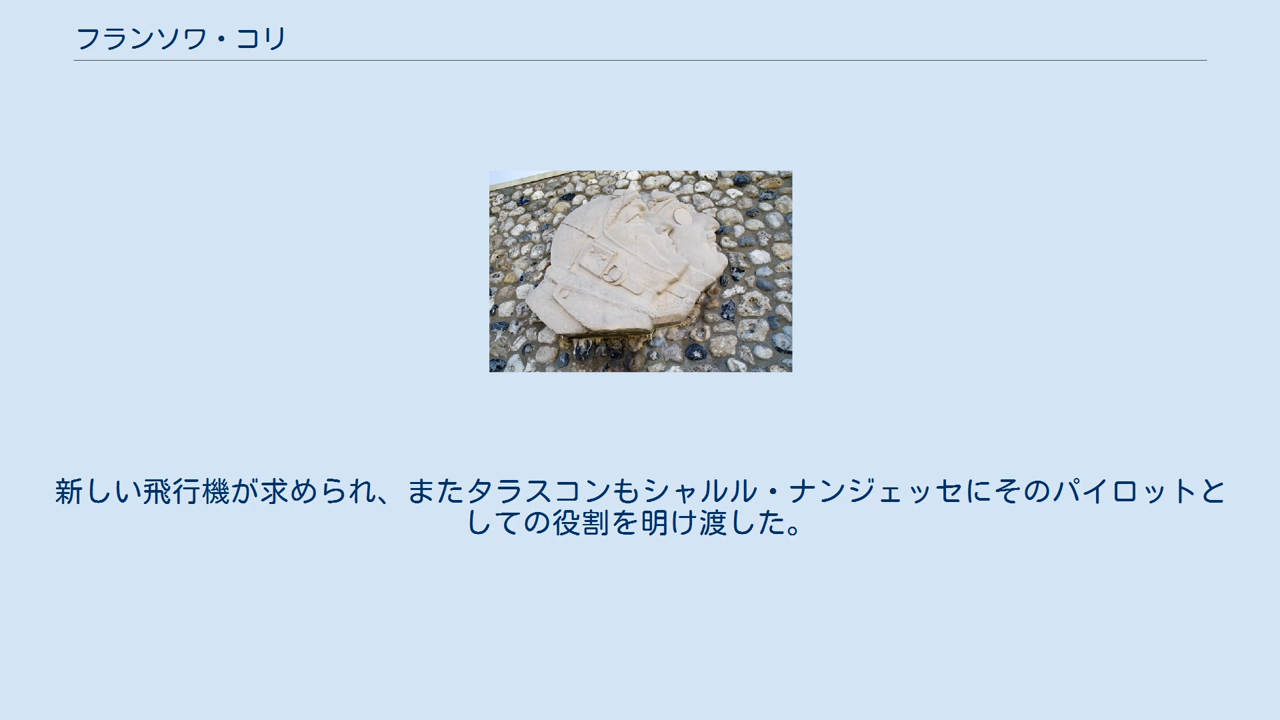 フランソワ・コリ
新しい飛行機が求められ、またタラスコンもシャルル・ナンジェッセにそのパイロットと
しての役割を明け渡した。